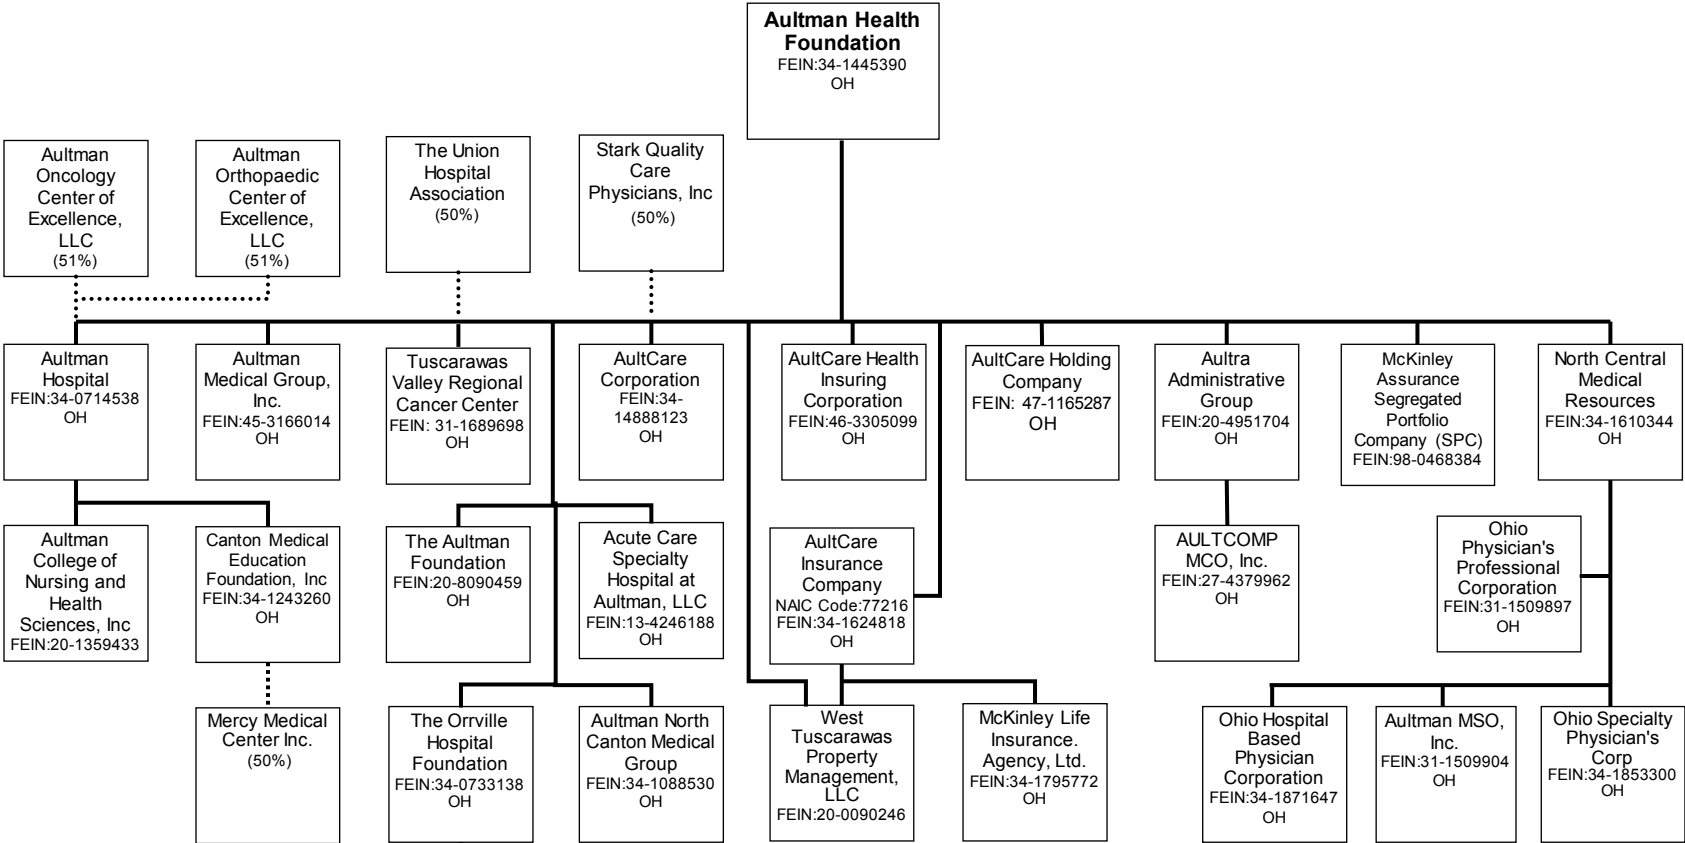 Aultman Health
Foundation
FEIN:34-1445390
OH
Aultman
Oncology
Center of
Excellence,
LLC
(51%)
Aultman
Orthopaedic
Center of
Excellence,
LLC
(51%)
The Union
Hospital
Association
(50%)
Stark Quality
Care
Physicians, Inc
(50%)
Aultman
Hospital
FEIN:34-0714538
OH
Aultman
Medical Group,
Inc.
FEIN:45-3166014
OH
Tuscarawas
Valley Regional
Cancer Center
FEIN: 31-1689698
OH
AultCare
Corporation
FEIN:34-
14888123
OH
AultCare Health
Insuring
Corporation
FEIN:46-3305099
OH
AultCare Holding
Company
FEIN: 47-1165287
OH
Aultra
Administrative
Group
FEIN:20-4951704
OH
McKinley
Assurance
Segregated
Portfolio
Company (SPC)
FEIN:98-0468384
North Central
Medical
Resources
FEIN:34-1610344
OH
Aultman
College of
Nursing and
Health
Sciences, Inc
FEIN:20-1359433
Canton Medical
Education
Foundation, Inc
FEIN:34-1243260
OH
The Aultman
Foundation
FEIN:20-8090459
OH
Acute Care
Specialty
Hospital at
Aultman, LLC
FEIN:13-4246188
OH
AultCare
Insurance
Company
NAIC Code:77216
FEIN:34-1624818
OH
AULTCOMP
MCO, Inc.
FEIN:27-4379962
OH
Ohio
Physician's
Professional
Corporation
FEIN:31-1509897
OH
Mercy Medical
Center Inc.
(50%)
The Orrville
Hospital
Foundation
FEIN:34-0733138
OH
Aultman North
Canton Medical
Group
FEIN:34-1088530
OH
West
Tuscarawas
Property
Management,
LLC
FEIN:20-0090246
McKinley Life
Insurance.
Agency, Ltd.
FEIN:34-1795772
OH
Ohio Hospital
Based
Physician
Corporation
FEIN:34-1871647
OH
Aultman MSO,
Inc.
FEIN:31-1509904
OH
Ohio Specialty
Physician's
Corp
FEIN:34-1853300
OH